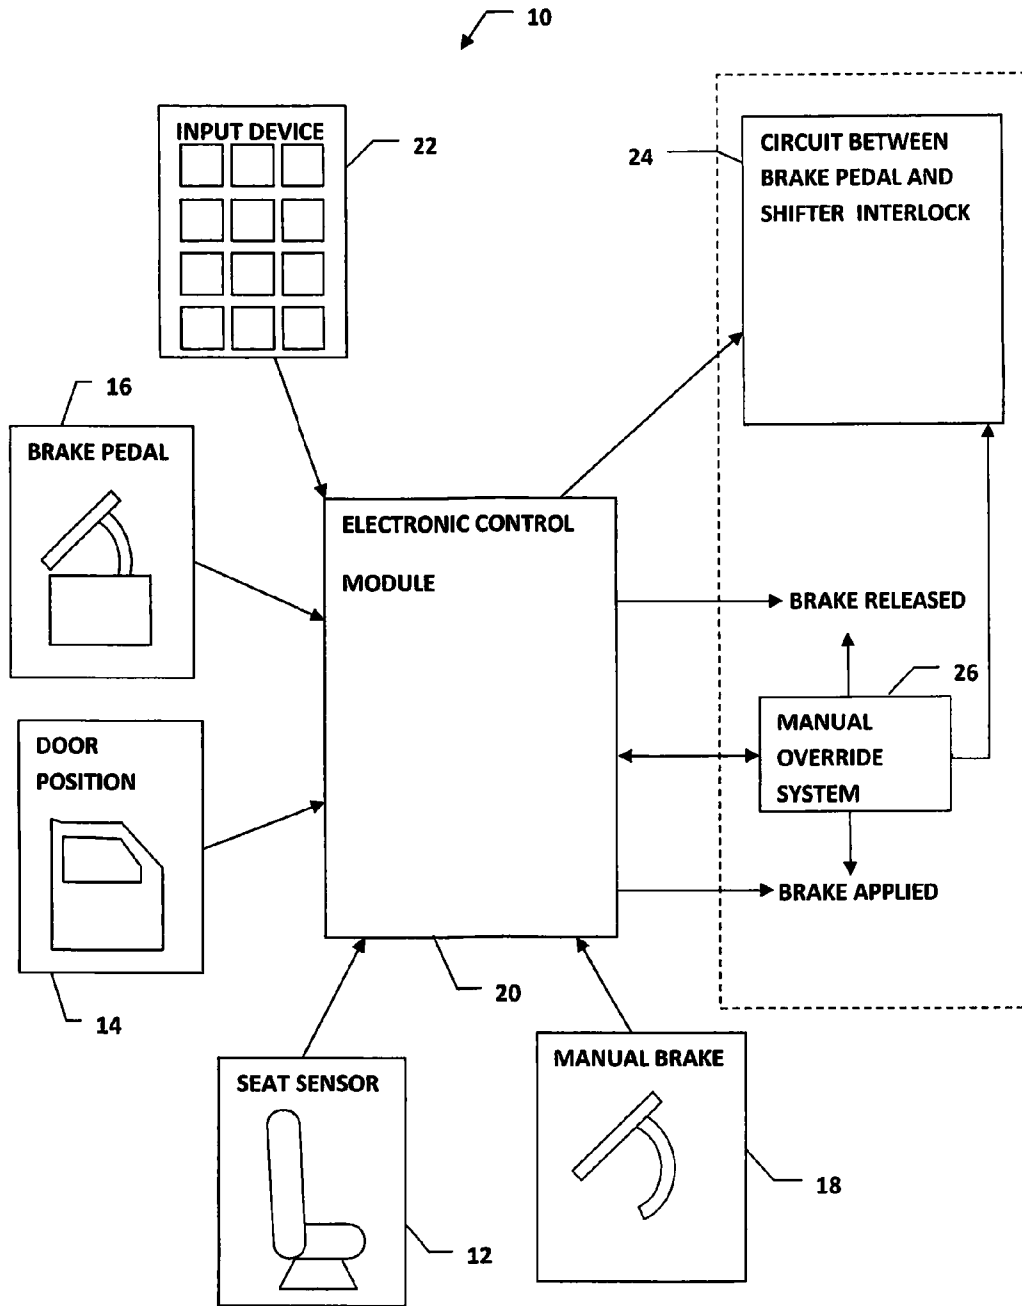 10
INPUT DEVICE
22
24
CIRCUIT BETWEEN
BRAKE PEDAL AND
SHIFTER INTERLOCK
16
BRAKE PEDAL
ELECTRONIC CONTROL
MODULE
BRAKE RELEASED
26
MANUAL
OVERRIDE
SYSTEM
DOOR
POSITION
BRAKE APPLIED
14
20
SEAT SENSOR
12
MANUAL BRAKE
18